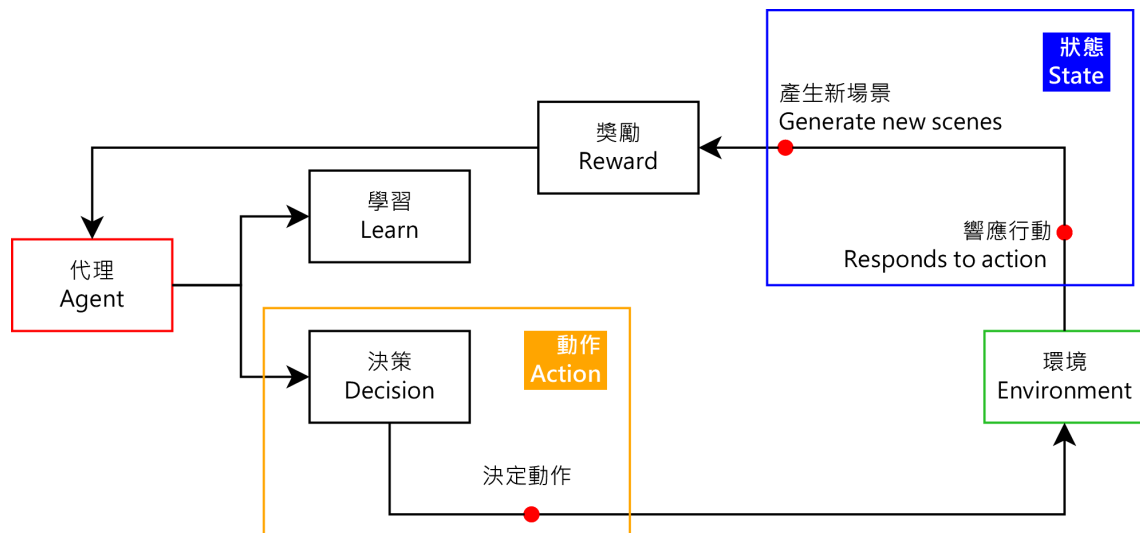 狀態
State
產生新場景
Generate new scenes
獎勵
Reward
學習
Learn
響應行動
Responds to action
代理
Agent
決策
Decision
動作
Action
環境
Environment
決定動作